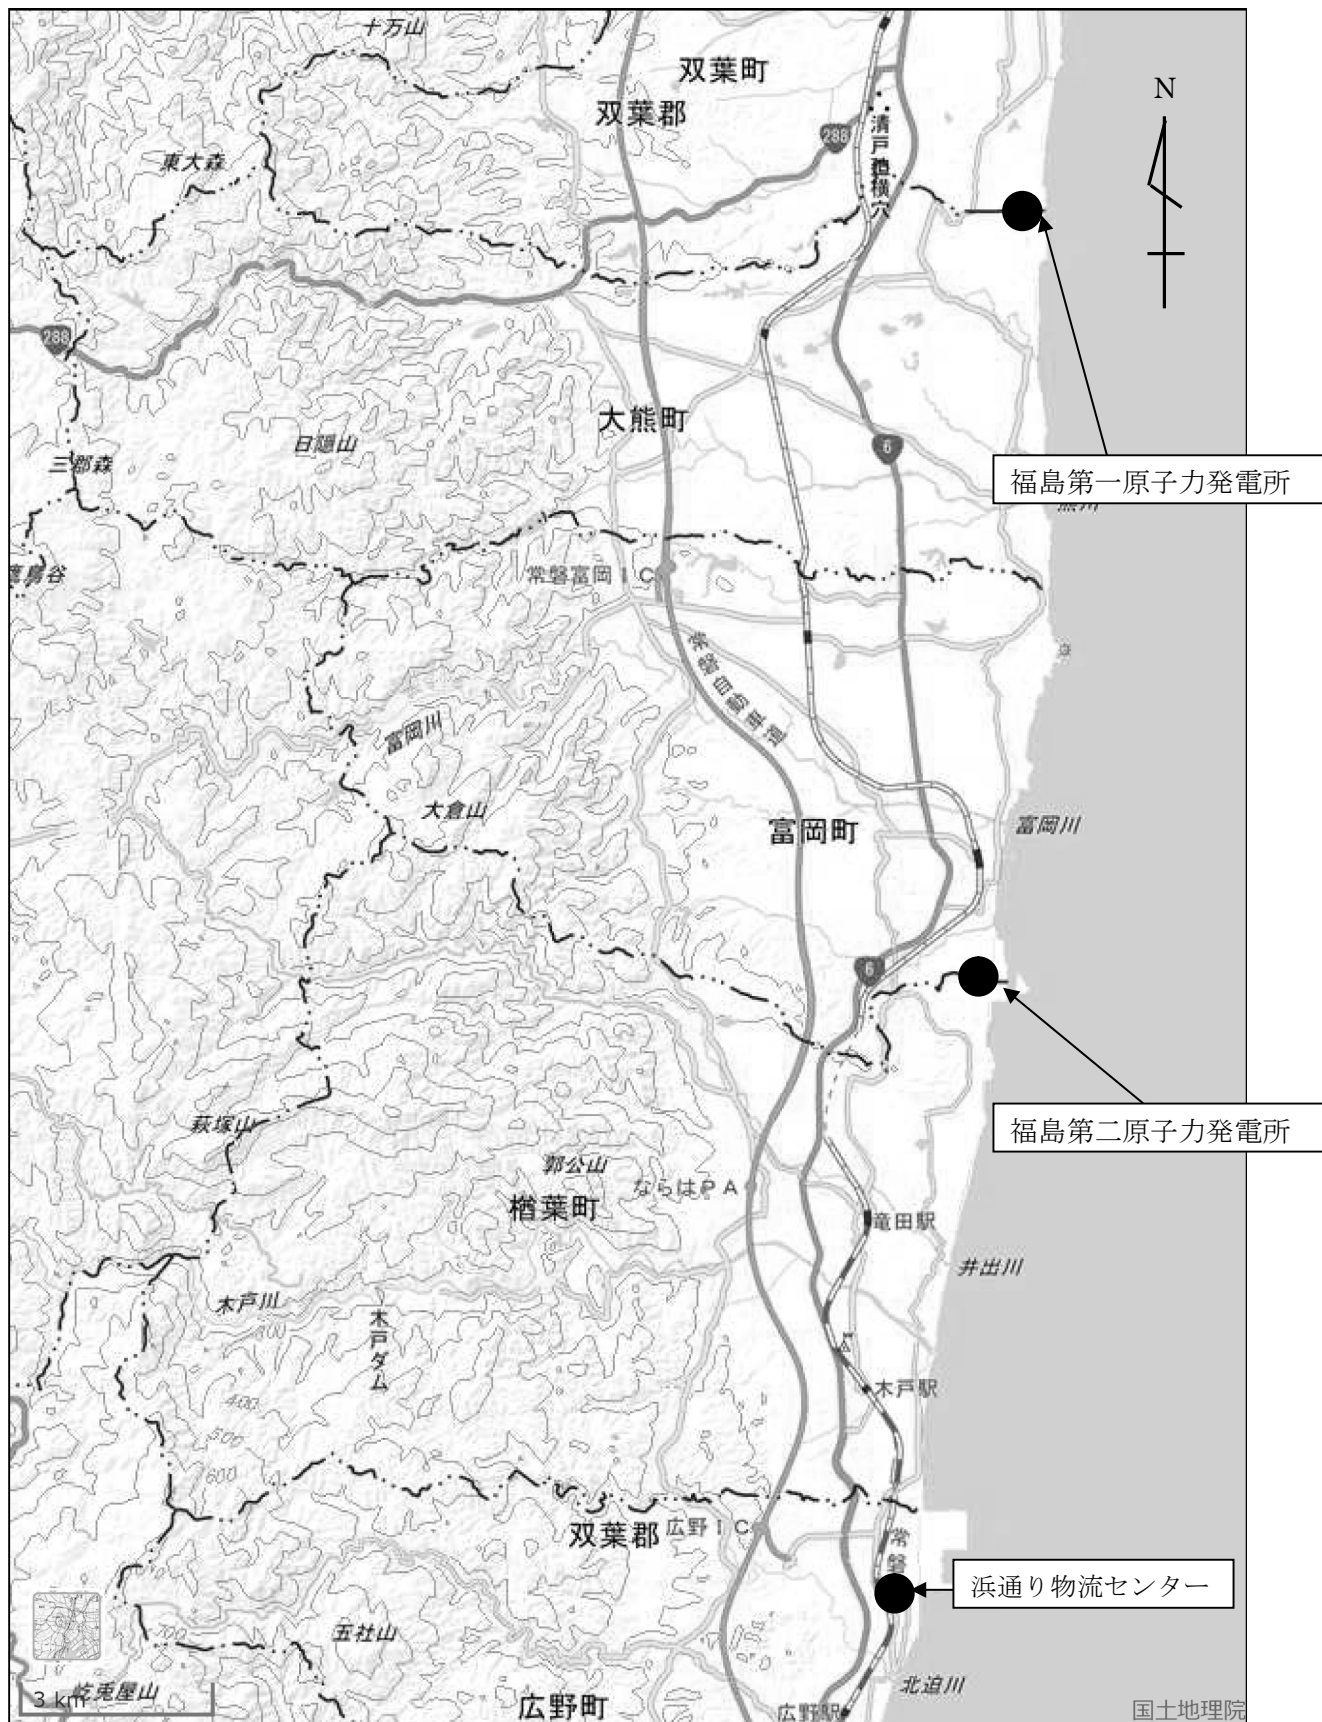 十万山
双葉町
N
双葉郡
288
清戸廹横穴
東大森
288
大熊町
日隠山
6
三郡森
福島第一原子力発電所
熊川
常磐富岡IC
常磐自動車道
富岡川
大倉山
富岡町
富岡川
6
福島第二原子力発電所
萩塚山
郭公山
ならはPA
楢葉町
竜田駅
井出川
木戸川
木戸ダム
木戸駅
400
500
600
広野IC
双葉郡
常磐
浜通り物流センター
700
五社山
北迫川
3 km
屹兎屋山
広野町
広野駅
国土地理院